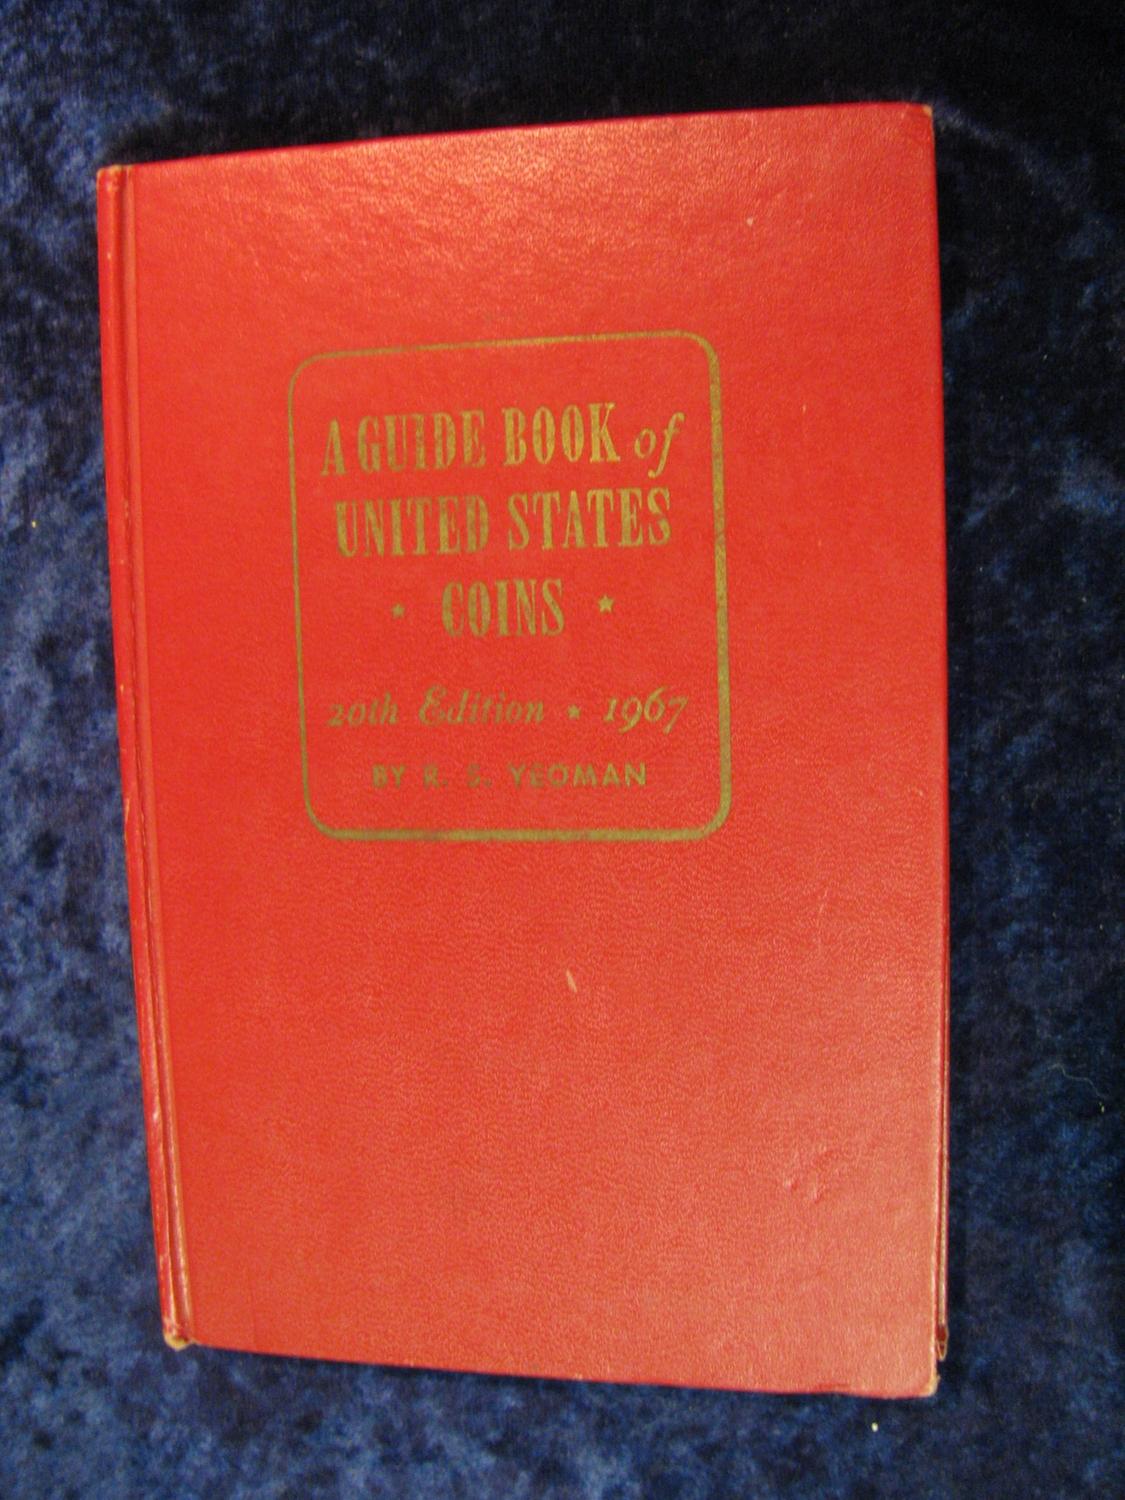 A GUIDE BOOK of
UNITED STATES
★ COINS ★
20th Edition ★ 1967
BY R. S. YEOMAN